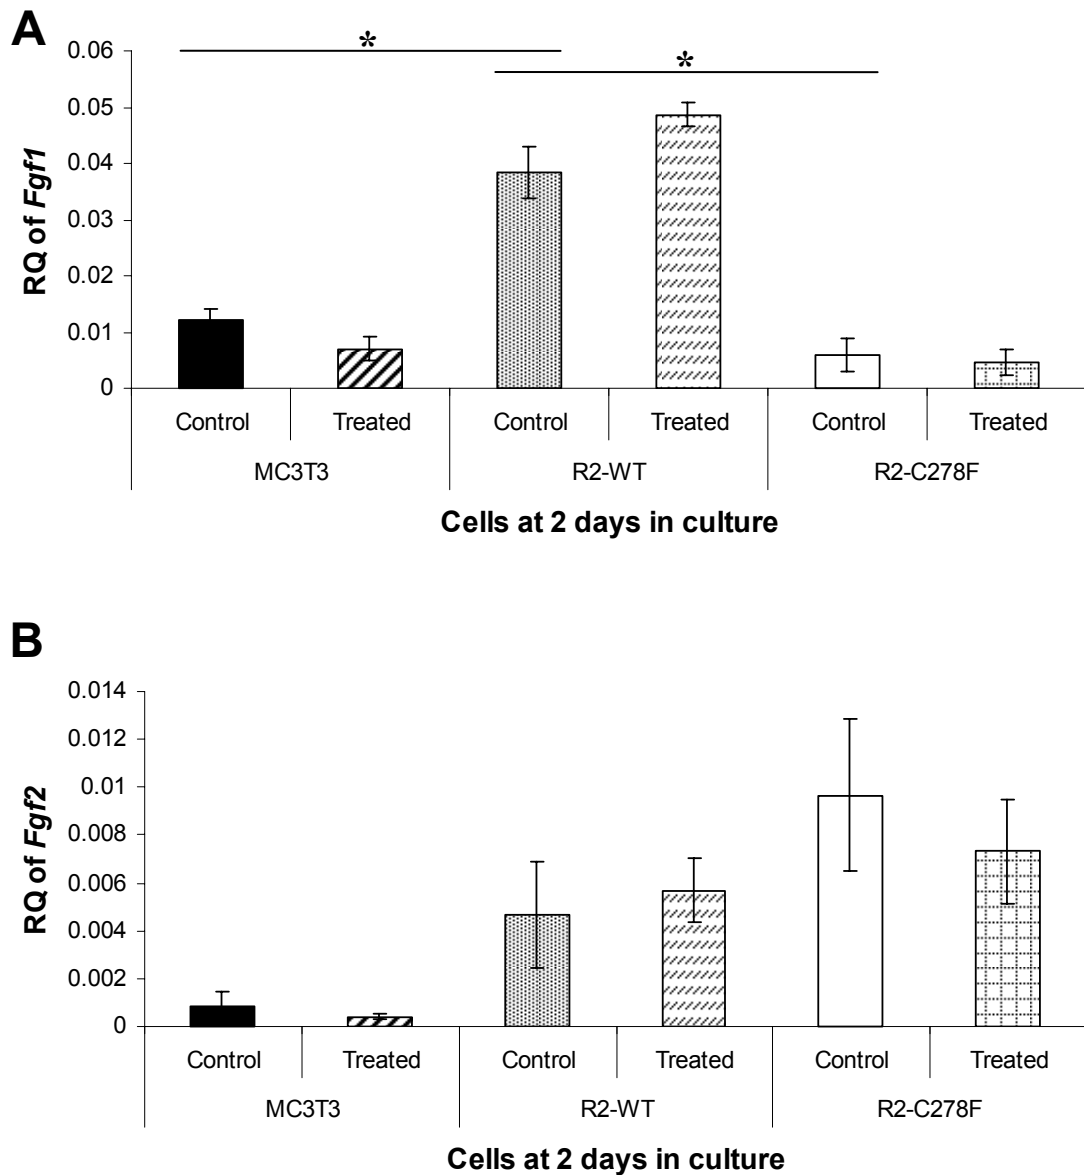 A
*
*
0.06
0.05
0.04
0.03
0.02
0.01
0
RQ of Fgf1
Control Treated Control Treated Control Treated
MC3T3 R2-WT R2-C278F
Cells at 2 days in culture
B
0.014
0.012
0.01
0.008
0.006
0.004
0.002
0
RQ of Fgf2
Control Treated Control Treated Control Treated
MC3T3 R2-WT R2-C278F
Cells at 2 days in culture